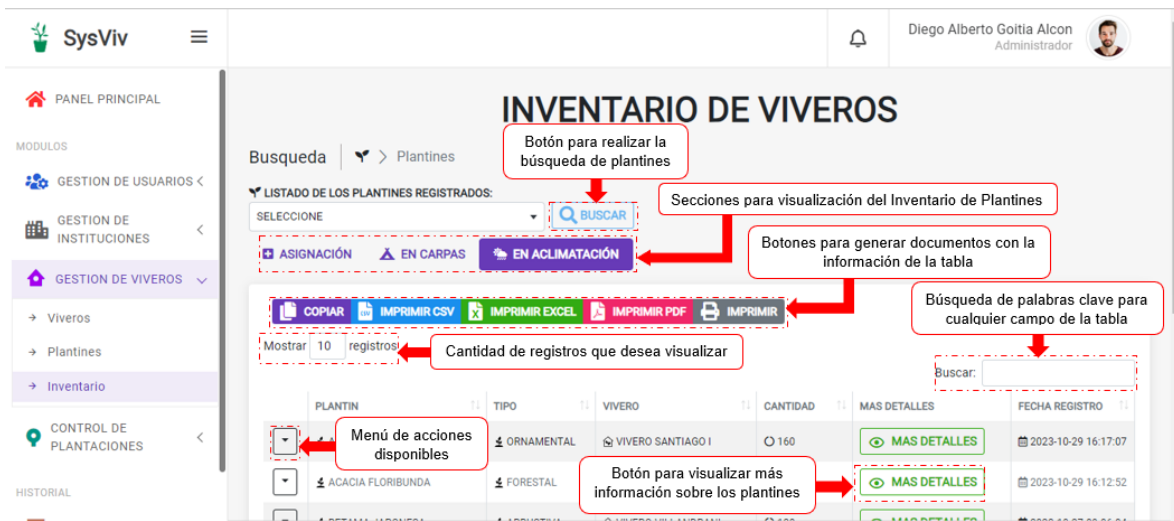 SysViv
Diego Alberto Goitia Alcon
Administrador
PANEL PRINCIPAL
MODULOS
GESTION DE USUARIOS
GESTION DE
INSTITUCIONES
GESTION DE VIVEROS
Viveros
Plantines
Inventario
CONTROL DE
PLANTACIONES
HISTORIAL
INVENTARIO DE VIVEROS
Botón para realizar la
búsqueda de plantines
Busqueda
> Plantines
LISTADO DE LOS PLANTINES REGISTRADOS:
SELECCIONE
BUSCAR
Secciones para visualización del Inventario de Plantines
ASIGNACIÓN EN CARPAS EN ACLIMATACIÓN
Botones para generar documentos con la
información de la tabla
COPIAR IMPRIMIR CSV IMPRIMIR EXCEL IMPRIMIR PDF IMPRIMIR
Búsqueda de palabras clave para
cualquier campo de la tabla
Mostrar 10 registros
Cantidad de registros que desea visualizar
Buscar:
PLANTIN TIPO VIVERO CANTIDAD MAS DETALLES FECHA REGISTRO
Menú de acciones
disponibles
ORNAMENTAL VIVERO SANTIAGO I 160 MAS DETALLES 2023-10-29 16:17:07
Botón para visualizar más
información sobre los plantines
ACACIA FLORIBUNDA FORESTAL MAS DETALLES 2023-10-29 16:12:52